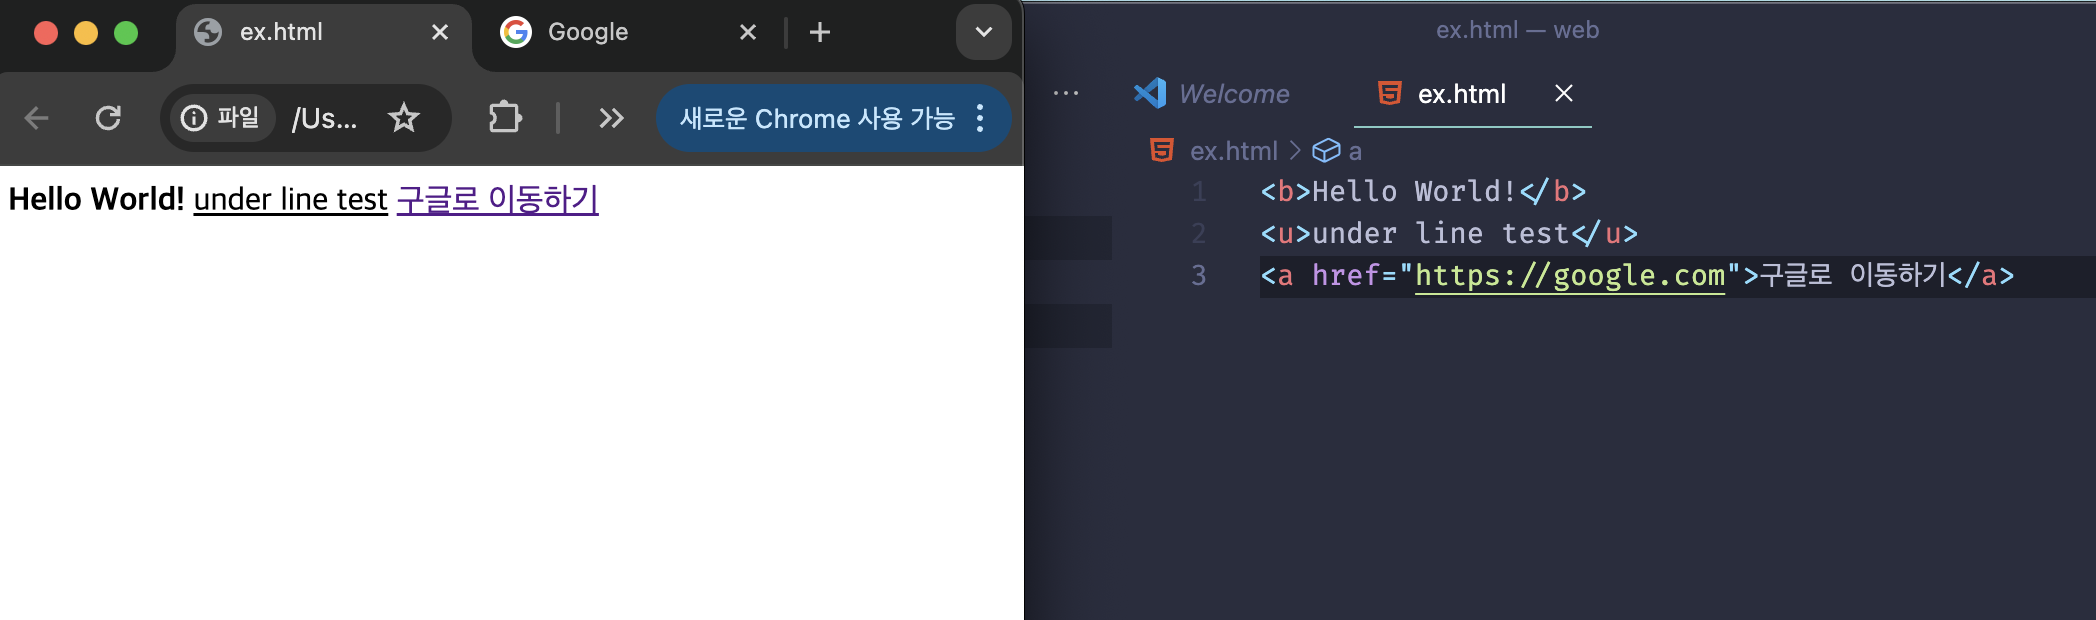 ex.html
Google
파일 /Us...
새로운 Chrome 사용 가능
Hello World! under line test 구글로 이동하기
ex.html — web
Welcome
ex.html
ex.html > a
1 <b>Hello World!</b>
2 <u>under line test</u>
3 <a href="https://google.com">구글로 이동하기</a>